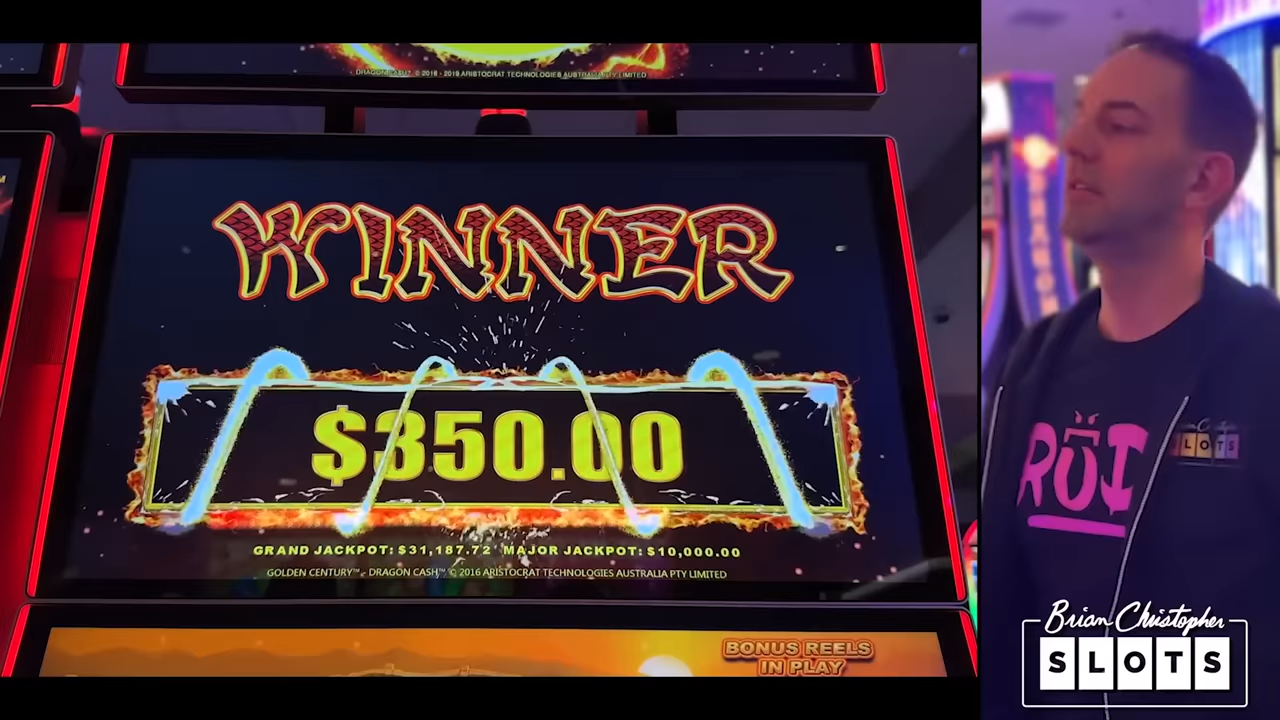 DRAGON CASH™ © 2016 - 2019 ARISTOCRAT TECHNOLOGIES AUSTRALIA PTY LIMITED
WINNER
$350.00
GRAND JACKPOT: $31,187.72 MAJOR JACKPOT: $10,000.00
GOLDEN CENTURY™, DRAGON CASH™ © 2016 ARISTOCRAT TECHNOLOGIES AUSTRALIA PTY LIMITED
BONUS REELS
IN PLAY
RUI
SLOTS
Brian Christopher
SLOTS